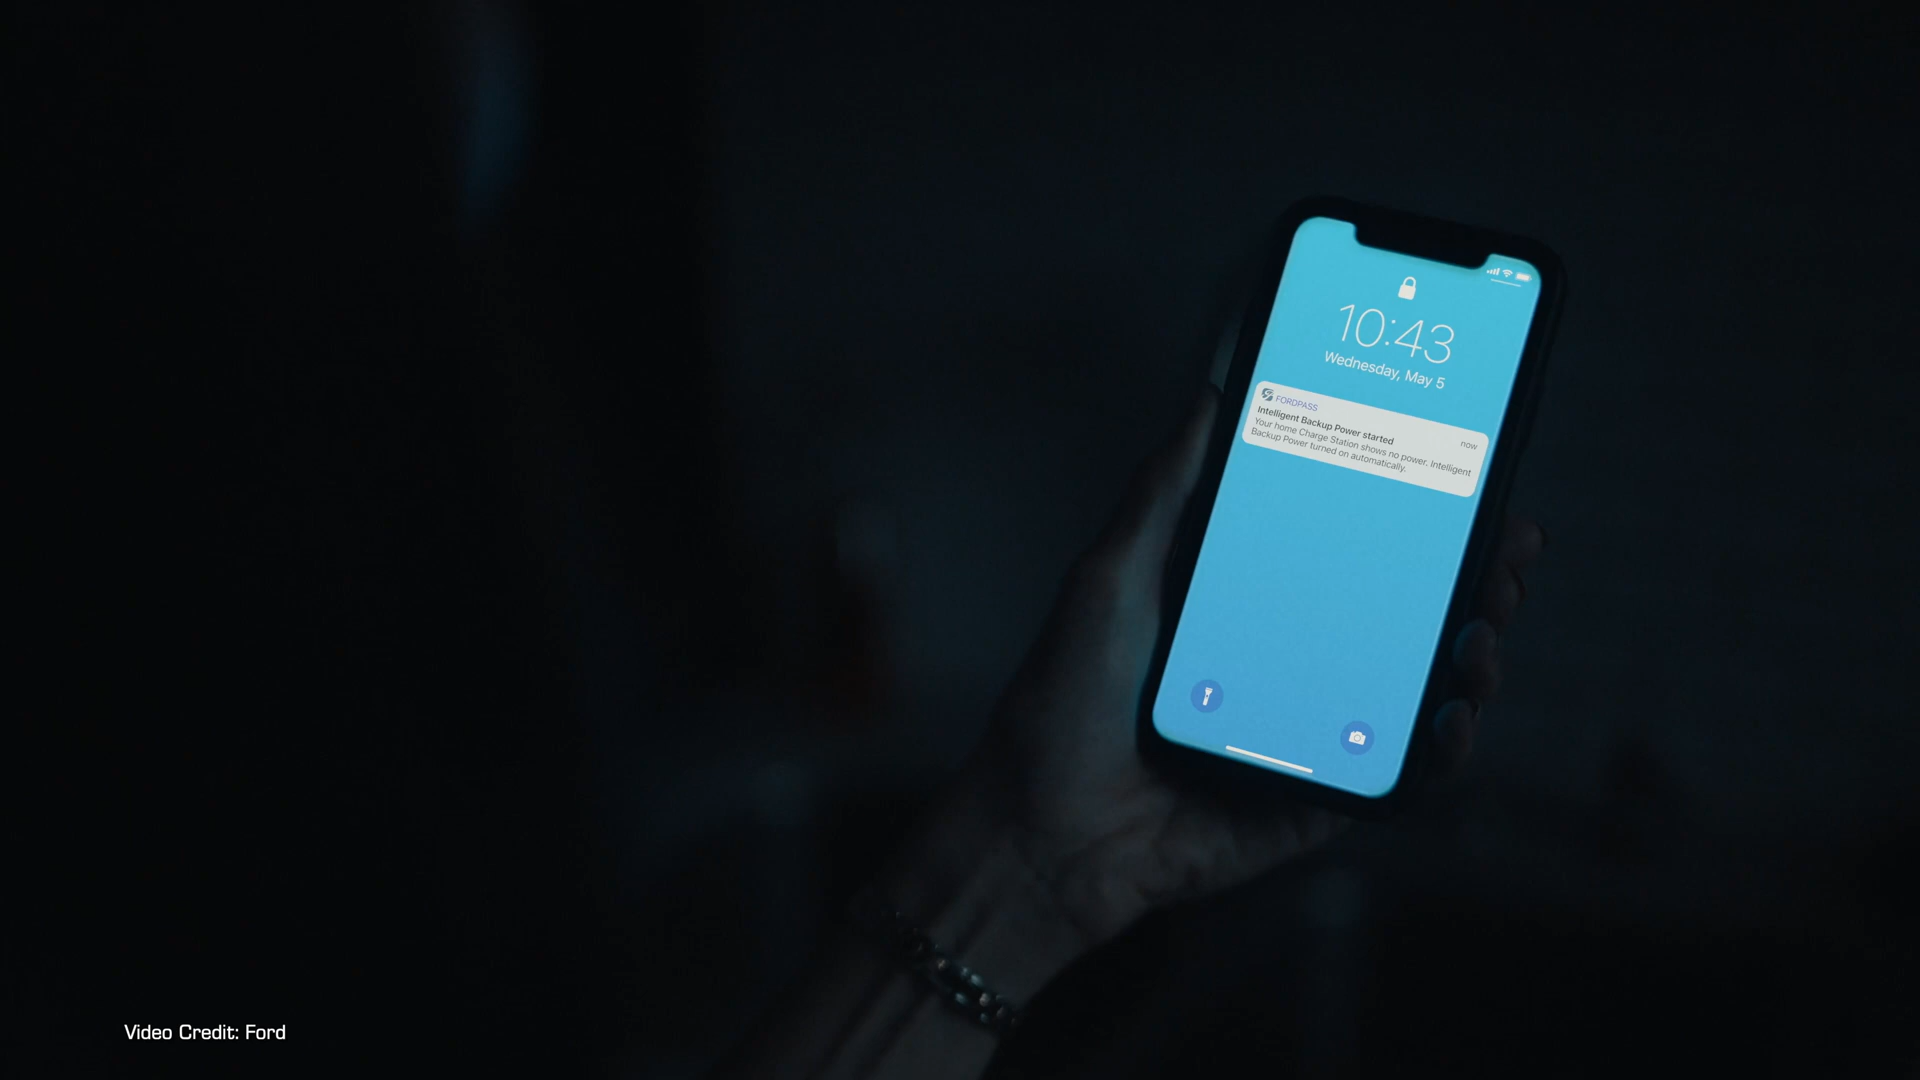 10:43
Wednesday, May 5
FORDPASS
now
Intelligent Backup Power started
Your home Charge Station shows no power. Intelligent
Backup Power turned on automatically.
Video Credit: Ford